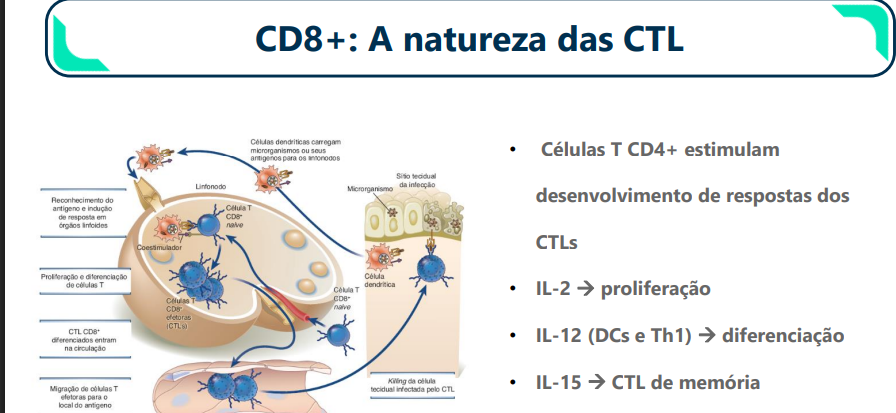 CD8+: A natureza das CTL
Células dendríticas carregam
microrganismos ou seus
antígenos para os linfonodos
Sítio tecidual
da infecção
Microrganismo
Linfonodo
Reconhecimento do
antígeno e indução
de resposta em
órgãos linfoides
Célula T
CD8+
naive
Coestimulador
Proliferação e diferenciação
de células T
Célula
dendrítica
Células T
CD8+
efetoras
(CTLs)
Célula T
CD8+
naive
CTL CD8+
diferenciados entram
na circulação
Migração de células T
efetoras para o
local do antígeno
Killing da célula
tecidual infectada pelo CTL
• Células T CD4+ estimulam
desenvolvimento de respostas dos
CTLs
• IL-2 → proliferação
• IL-12 (DCs e Th1) → diferenciação
• IL-15 → CTL de memória